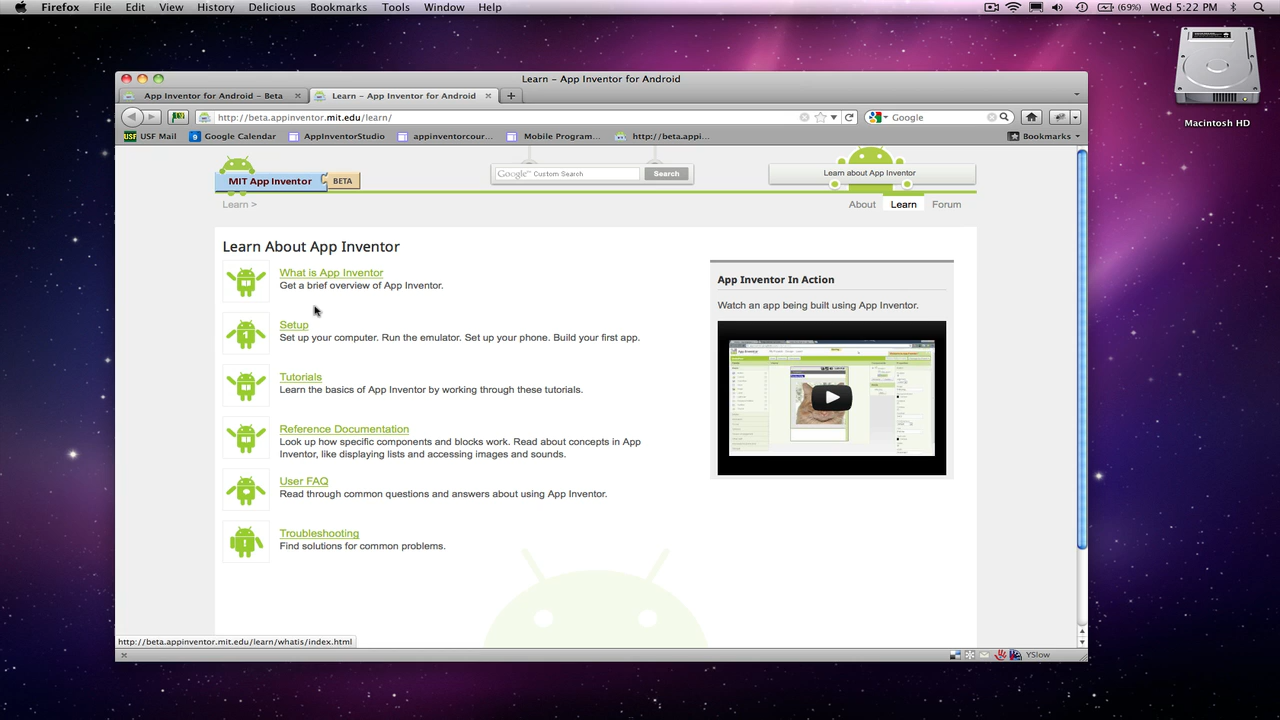 Firefox File Edit View History Delicious Bookmarks Tools Window Help (69%) Wed 5:22 PM
Macintosh HD
Learn – App Inventor for Android
App Inventor for Android – Beta
Learn – App Inventor for Android
http://beta.appinventor.mit.edu/learn/
Google
USF Mail
Google Calendar
AppInventorStudio
appinventorcour...
Mobile Program...
http://beta.appi...
Bookmarks
MIT App Inventor BETA
Google Custom Search
Search
Learn about App Inventor
Learn >
About Learn Forum
Learn About App Inventor
What is App Inventor
Get a brief overview of App Inventor.
Setup
Set up your computer. Run the emulator. Set up your phone. Build your first app.
Tutorials
Learn the basics of App Inventor by working through these tutorials.
Reference Documentation
Look up how specific components and blocks work. Read about concepts in App
Inventor, like displaying lists and accessing images and sounds.
User FAQ
Read through common questions and answers about using App Inventor.
Troubleshooting
Find solutions for common problems.
App Inventor In Action
Watch an app being built using App Inventor.
http://beta.appinventor.mit.edu/learn/whatis/index.html
YSlow